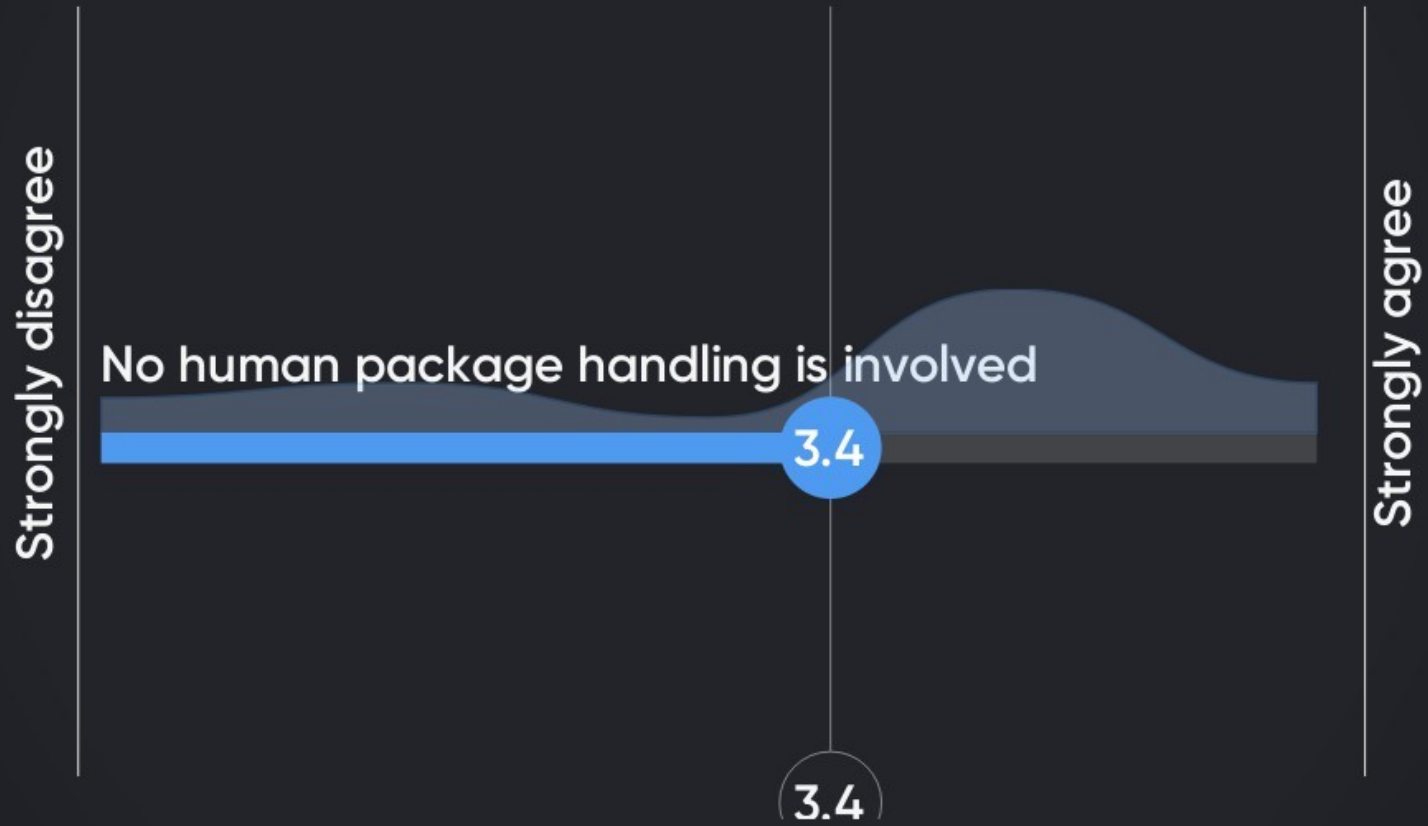 Strongly disagree
No human package handling is involved
3.4
3.4
Strongly agree